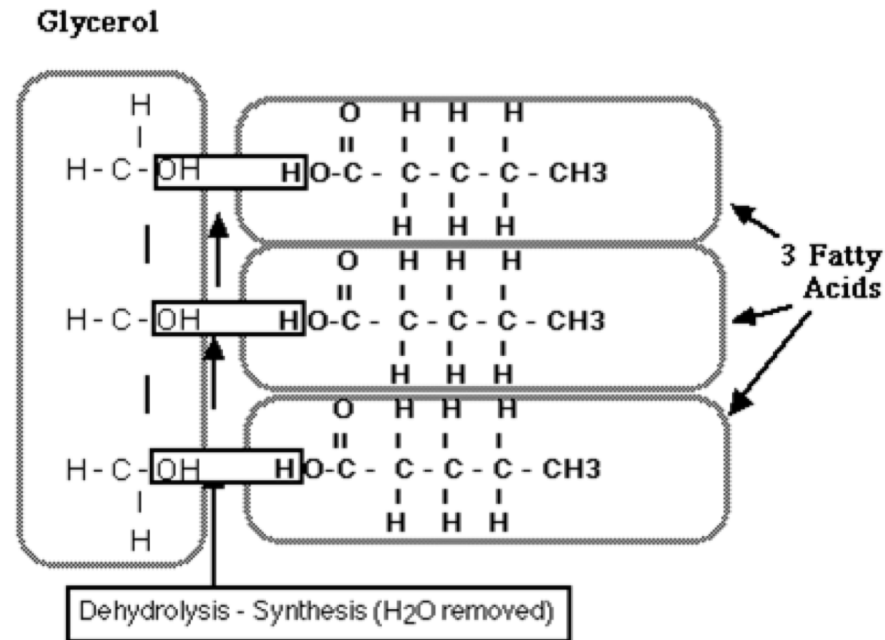 Glycerol
H
O H H H
H - C - OH HO-C - C - C - C - CH3
H H H
O H H H
H - C - OH HO-C - C - C - C - CH3
H H H
O H H H
H - C - OH HO-C - C - C - C - CH3
H H H
H
3 Fatty
Acids
Dehydrolysis - Synthesis (H2O removed)